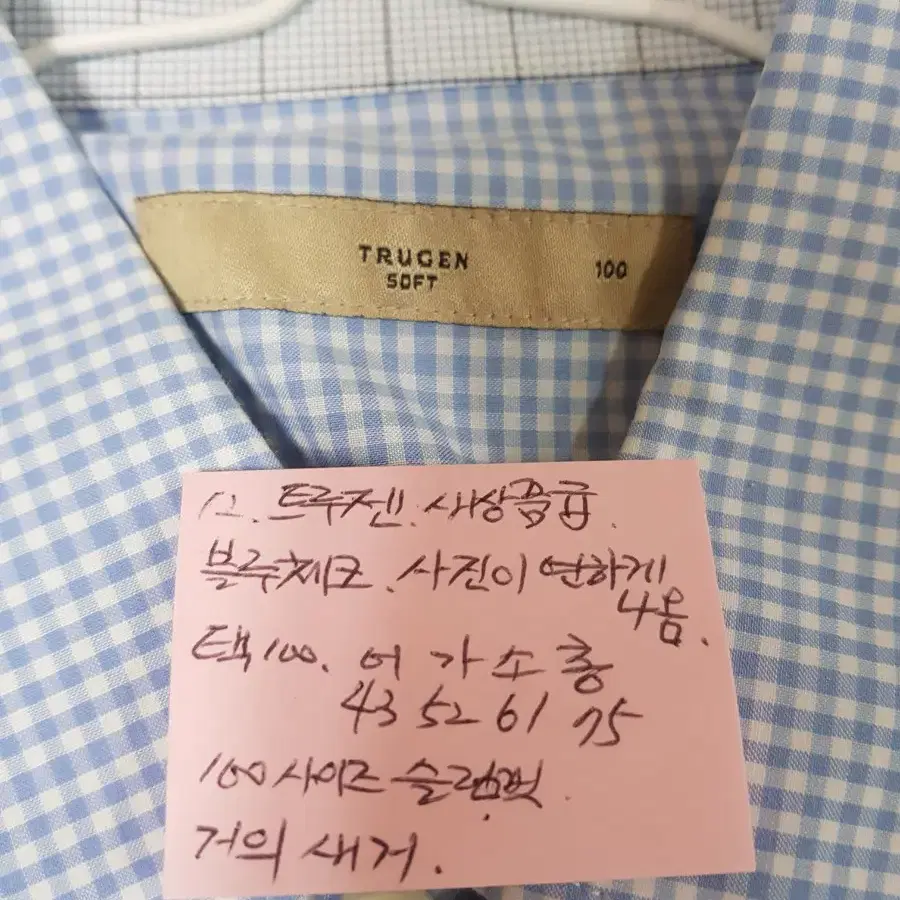 TRUGEN
SOFT
100
12. 트루젠. 새상품급.
블루체크. 사진이 연하게
나옴.
택100. 어 가 소 총
43 52 61 75
100사이즈 슬림핏.
거의 새거.